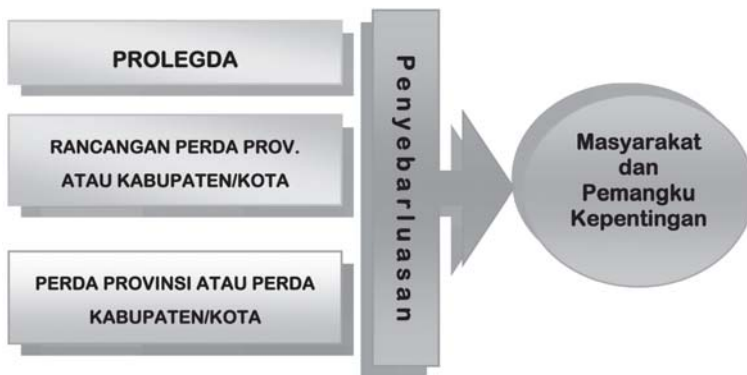 PROLEGDA
RANCANGAN PERDA PROV.
ATAU KABUPATEN/KOTA
PERDA PROVINSI ATAU PERDA
KABUPATEN/KOTA
Penyebarluasan
Masyarakat
dan
Pemangku
Kepentingan